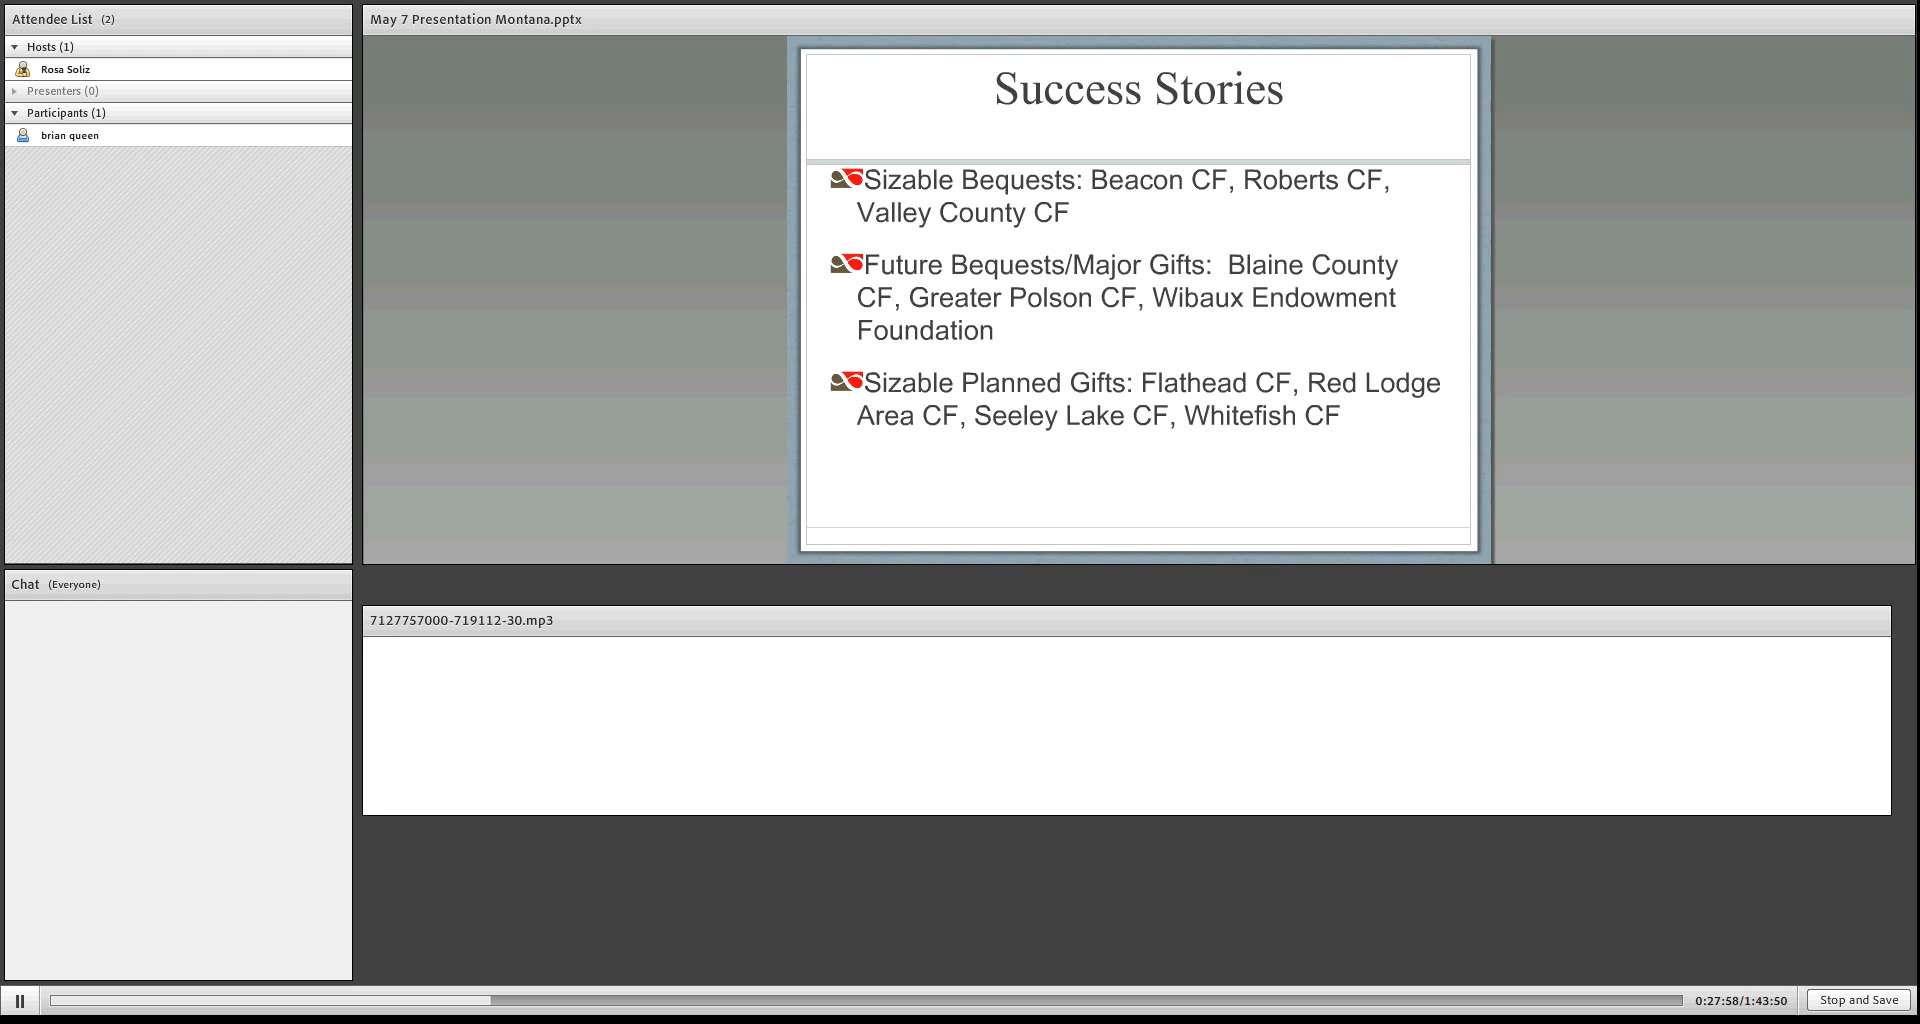 Attendee List (2)
Hosts (1)
Rosa Soliz
Presenters (0)
Participants (1)
brian queen
Chat (Everyone)
May 7 Presentation Montana.pptx
Success Stories
Sizable Bequests: Beacon CF, Roberts CF,
Valley County CF
Future Bequests/Major Gifts:  Blaine County
CF, Greater Polson CF, Wibaux Endowment
Foundation
Sizable Planned Gifts: Flathead CF, Red Lodge
Area CF, Seeley Lake CF, Whitefish CF
7127757000-719112-30.mp3
0:27:58/1:43:50
Stop and Save